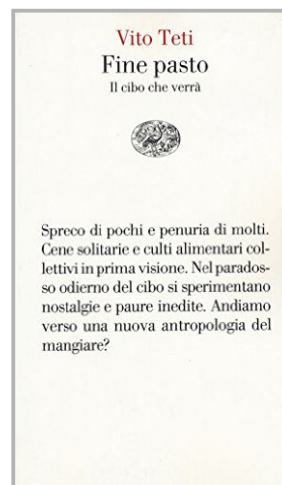 Vito Teti
Fine pasto
Il cibo che verrà
Spreco di pochi e penuria di molti.
Cene solitarie e culti alimentari col-
lettivi in prima visione. Nel parados-
so odierno del cibo si sperimentano
nostalgie e paure inedite. Andiamo
verso una nuova antropologia del
mangiare?